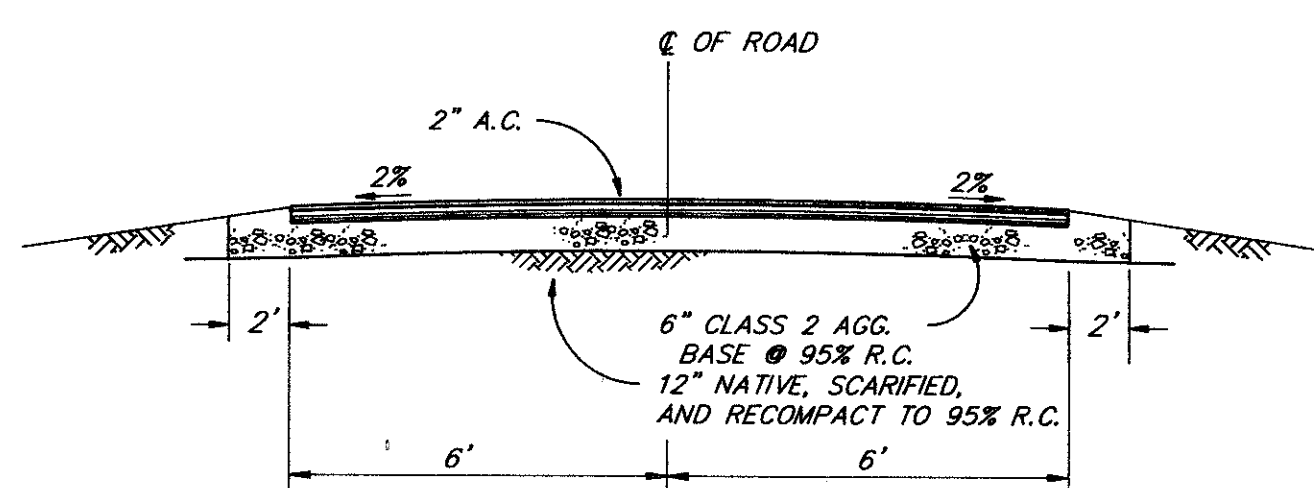 ℄ OF ROAD
2" A.C.
2%
2%
2'
2'
6" CLASS 2 AGG.
BASE @ 95% R.C.
12" NATIVE, SCARIFIED,
AND RECOMPACT TO 95% R.C.
6'
6'